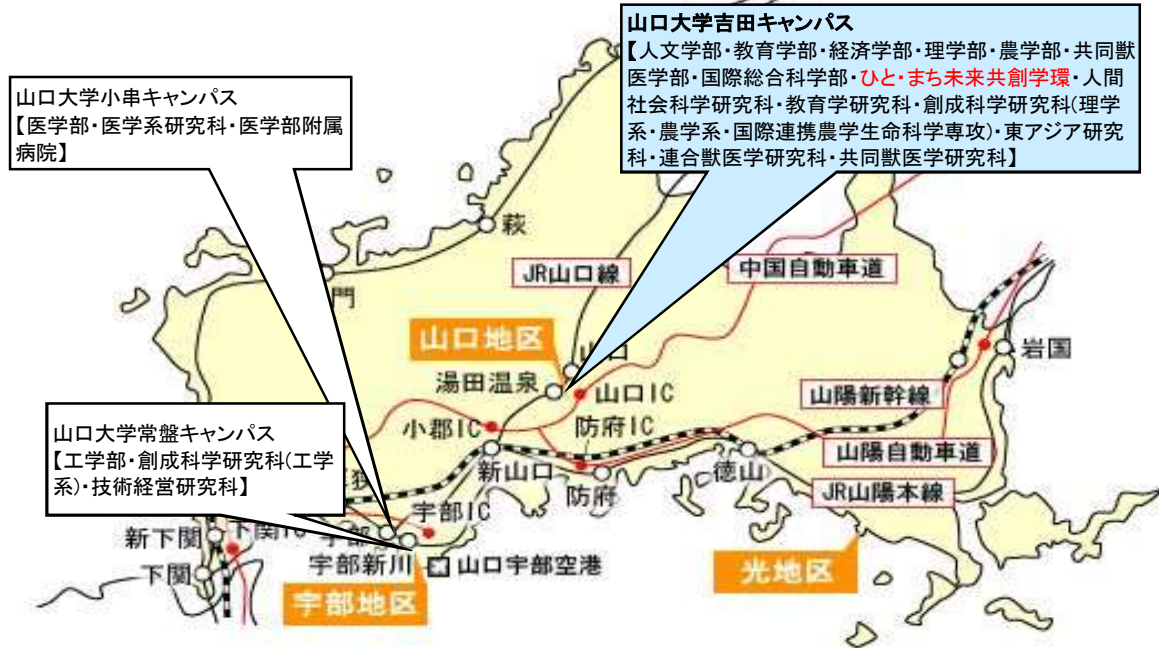 山口大学吉田キャンパス
【人文学部・教育学部・経済学部・理学部・農学部・共同獣
医学部・国際総合科学部・ひと・まち未来共創学環・人間
社会科学研究科・教育学研究科・創成科学研究科(理学
系・農学系・国際連携農学生命科学専攻)・東アジア研究
科・連合獣医学研究科・共同獣医学研究科】
山口大学小串キャンパス
【医学部・医学系研究科・医学部附属
病院】
萩
JR山口線
中国自動車道
門
山口地区
山口
湯田温泉
山口IC
岩国
山陽新幹線
山口大学常盤キャンパス
【工学部・創成科学研究科(工学
系)・技術経営研究科】
小郡IC
防府IC
新山口
防府
徳山
山陽自動車道
JR山陽本線
宇部IC
新下関
下関IC
宇部
宇部新川
山口宇部空港
下関
光地区
宇部地区